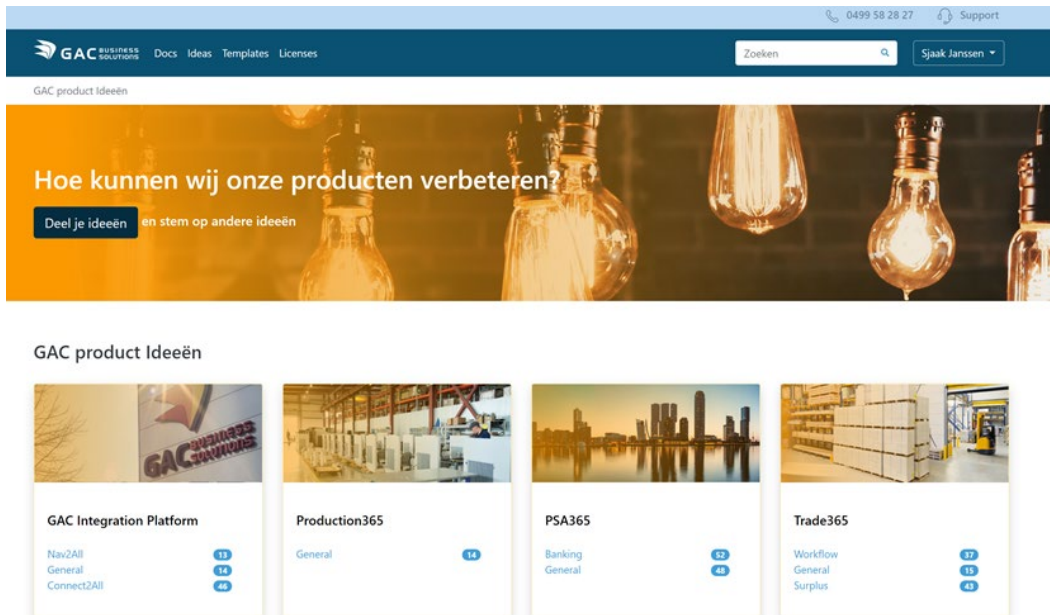 0499 58 28 27 Support
GAC BUSINESS SOLUTIONS Docs Ideas Templates Licenses Zoeken Sjaak Janssen
GAC product Ideeën
Hoe kunnen wij onze producten verbeteren?
Deel je ideeën en stem op andere ideeën
GAC product Ideeën
GAC BUSINESS SOLUTIONS
GAC Integration Platform
Nav2All 13
General 14
Connect2All 46
Production365
General 14
PSA365
Banking 52
General 48
Trade365
Workflow 37
General 15
Surplus 43